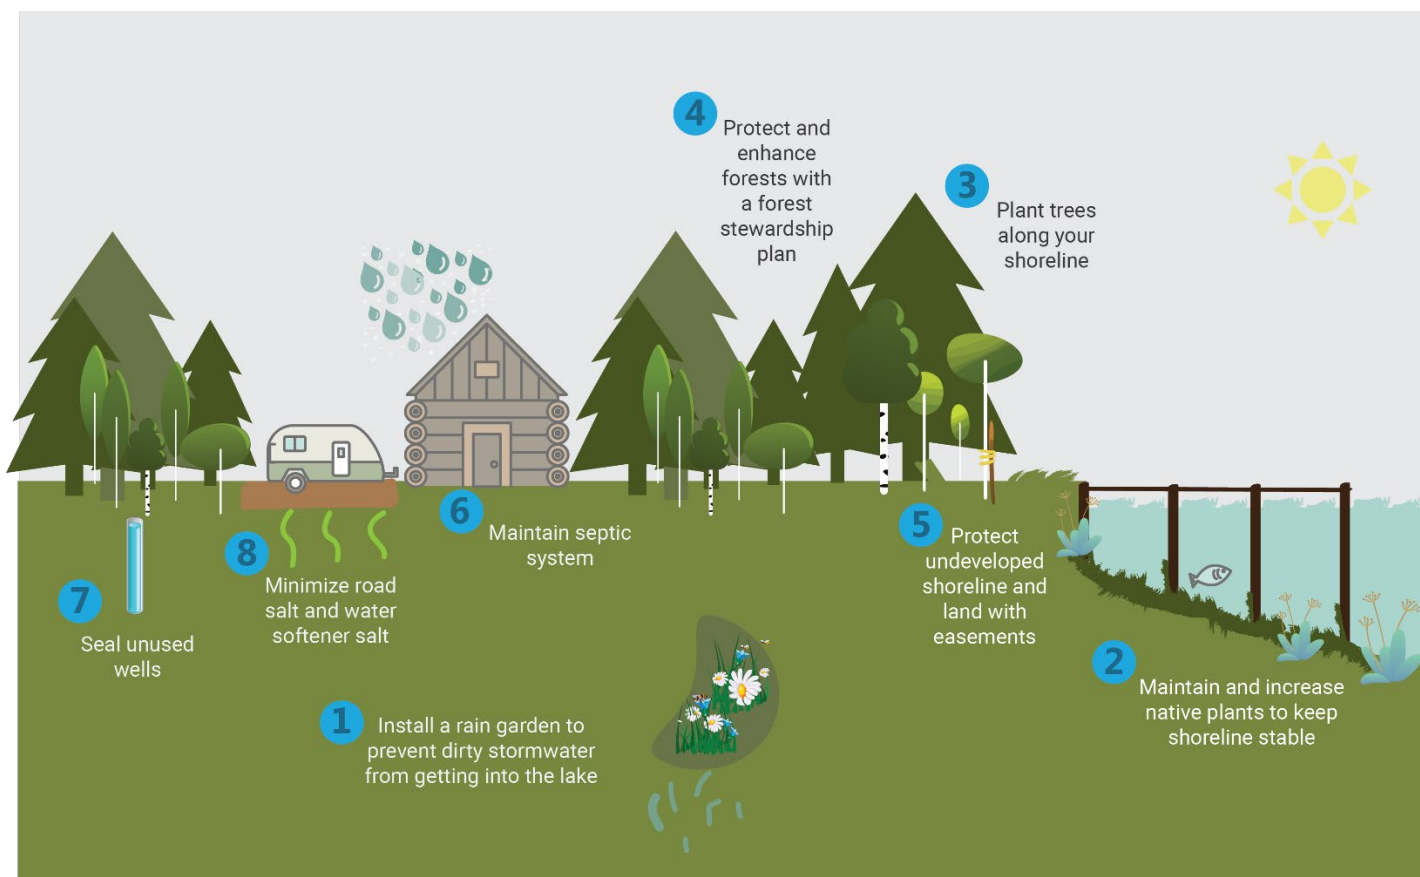 4
Protect and
enhance
forests with
a forest
stewardship
plan
3
Plant trees
along your
shoreline
6
Maintain septic
system
5
Protect
undeveloped
shoreline and
land with
easements
8
Minimize road
salt and water
softener salt
7
Seal unused
wells
2
Maintain and increase
native plants to keep
shoreline stable
1
Install a rain garden to
prevent dirty stormwater
from getting into the lake